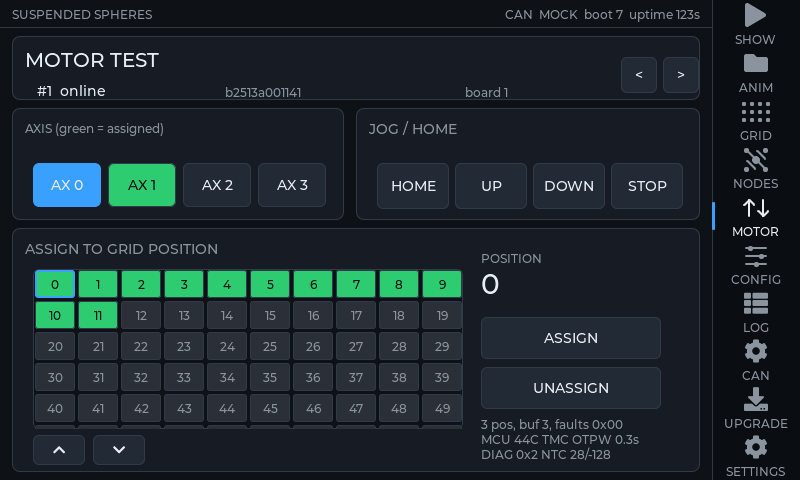 SUSPENDED SPHERES
CAN MOCK boot 7 uptime 123s
MOTOR TEST
#1 online
b2513a001141
board 1
< >
AXIS (green = assigned)
AX 0 AX 1 AX 2 AX 3
JOG / HOME
HOME UP DOWN STOP
ASSIGN TO GRID POSITION
0 1 2 3 4 5 6 7 8 9
10 11 12 13 14 15 16 17 18 19
20 21 22 23 24 25 26 27 28 29
30 31 32 33 34 35 36 37 38 39
40 41 42 43 44 45 46 47 48 49
POSITION
0
ASSIGN
UNASSIGN
3 pos, buf 3, faults 0x00
MCU 44C TMC OTPW 0.3s
DIAG 0x2 NTC 28/-128
SHOW
ANIM
GRID
NODES
MOTOR
CONFIG
LOG
CAN
UPGRADE
SETTINGS